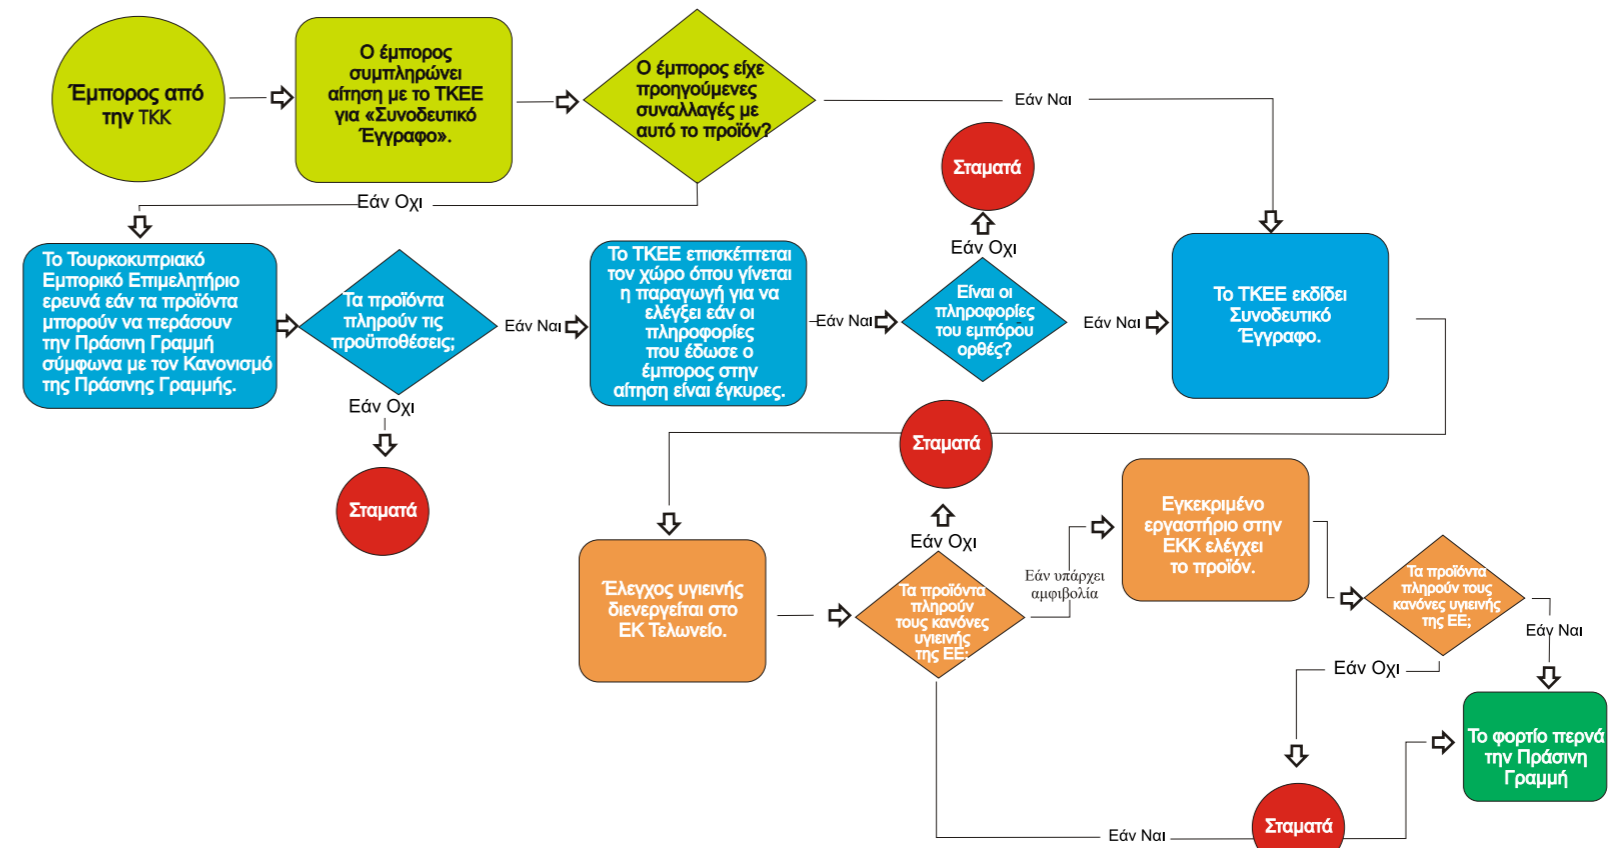 Έμπορος από
την ΤΚΚ
Ο έμπορος
συμπληρώνει
αίτηση με το ΤΚΕΕ
για «Συνοδευτικό
Έγγραφο».
Ο έμπορος είχε
προηγούμενες
συναλλαγές με
αυτό το προϊόν?
Εάν Ναι
Σταματά
Εάν Οχι
Εάν Οχι
Το Τουρκοκυπριακό
Εμπορικό Επιμελητήριο
ερευνά εάν τα προϊόντα
μπορούν να περάσουν
την Πράσινη Γραμμή
σύμφωνα με τον Κανονισμό
της Πράσινης Γραμμής.
Τα προϊόντα
πληρούν τις
προϋποθέσεις;
Εάν Ναι
Το ΤΚΕΕ επισκέπτεται
τον χώρο όπου γίνεται
η παραγωγή για να
ελέγξει εάν οι
πληροφορίες
που έδωσε ο
έμπορος στην
αίτηση είναι έγκυρες.
Εάν Ναι
Είναι οι
πληροφορίες
του εμπόρου
ορθές?
Εάν Ναι
Το ΤΚΕΕ εκδίδει
Συνοδευτικό
Έγγραφο.
Εάν Οχι
Σταματά
Σταματά
Εάν Οχι
Έλεγχος υγιεινής
διενεργείται στο
ΕΚ Τελωνείο.
Τα προϊόντα
πληρούν
τους κανόνες
υγιεινής
της ΕΕ;
Εάν υπάρχει
αμφιβολία
Εγκεκριμένο
εργαστήριο στην
ΕΚΚ ελέγχει
το προϊόν.
Τα προϊόντα
πληρούν τους
κανόνες υγιεινής
της ΕΕ;
Εάν Ναι
Εάν Οχι
Το φορτίο περνά
την Πράσινη
Γραμμή
Σταματά
Εάν Ναι